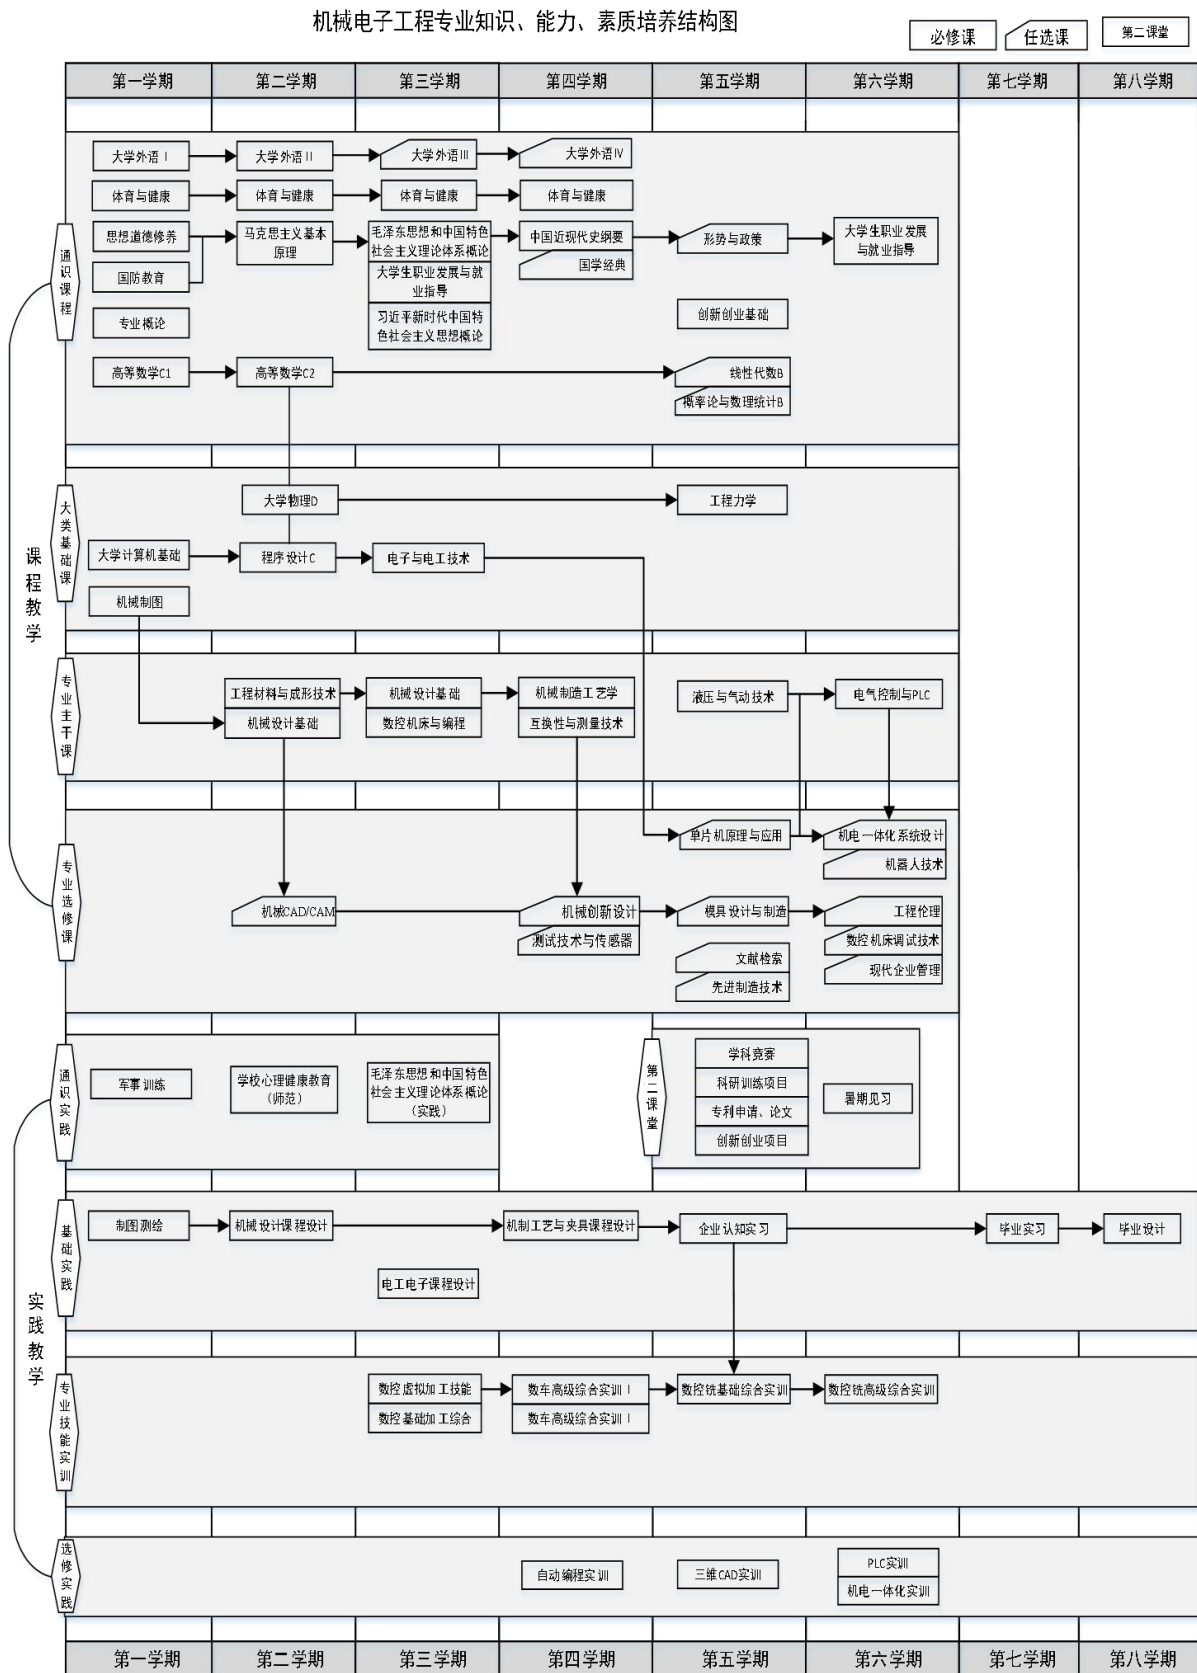 机械电子工程专业知识、能力、素质培养结构图
必修课
任选课
第二课堂
第一学期
第二学期
第三学期
第四学期
第五学期
第六学期
第七学期
第八学期
课程教学
通识课程
大学外语Ⅰ
大学外语Ⅱ
大学外语Ⅲ
大学外语Ⅳ
体育与健康
体育与健康
体育与健康
体育与健康
思想道德修养
马克思主义基本
原理
毛泽东思想和中国特色
社会主义理论体系概论
中国近现代史纲要
形势与政策
大学生职业发展
与就业指导
国防教育
大学生职业发展与就
业指导
国学经典
专业概论
习近平新时代中国特
色社会主义思想概论
创新创业基础
高等数学C1
高等数学C2
线性代数B
概率论与数理统计B
大类基础课
大学物理D
工程力学
大学计算机基础
程序设计C
电子与电工技术
机械制图
专业主干课
工程材料与成形技术
机械设计基础
机械制造工艺学
液压与气动技术
电气控制与PLC
机械设计基础
数控机床与编程
互换性与测量技术
专业选修课
单片机原理与应用
机电一体化系统设计
机器人技术
机械CAD/CAM
机械创新设计
模具设计与制造
工程伦理
测试技术与传感器
数控机床调试技术
文献检索
现代企业管理
先进制造技术
实践教学
通识实践
军事训练
学校心理健康教育
（师范）
毛泽东思想和中国特色
社会主义理论体系概论
（实践）
第二课堂
学科竞赛
科研训练项目
专利申请、论文
创新创业项目
暑期见习
基础实践
制图测绘
机械设计课程设计
机制工艺与夹具课程设计
企业认知实习
毕业实习
毕业设计
电工电子课程设计
专业技能实训
数控虚拟加工技能
数车高级综合实训Ⅰ
数控铣基础综合实训
数控铣高级综合实训
数控基础加工综合
数车高级综合实训Ⅰ
选修实践
自动编程实训
三维CAD实训
PLC实训
机电一体化实训
第一学期
第二学期
第三学期
第四学期
第五学期
第六学期
第七学期
第八学期